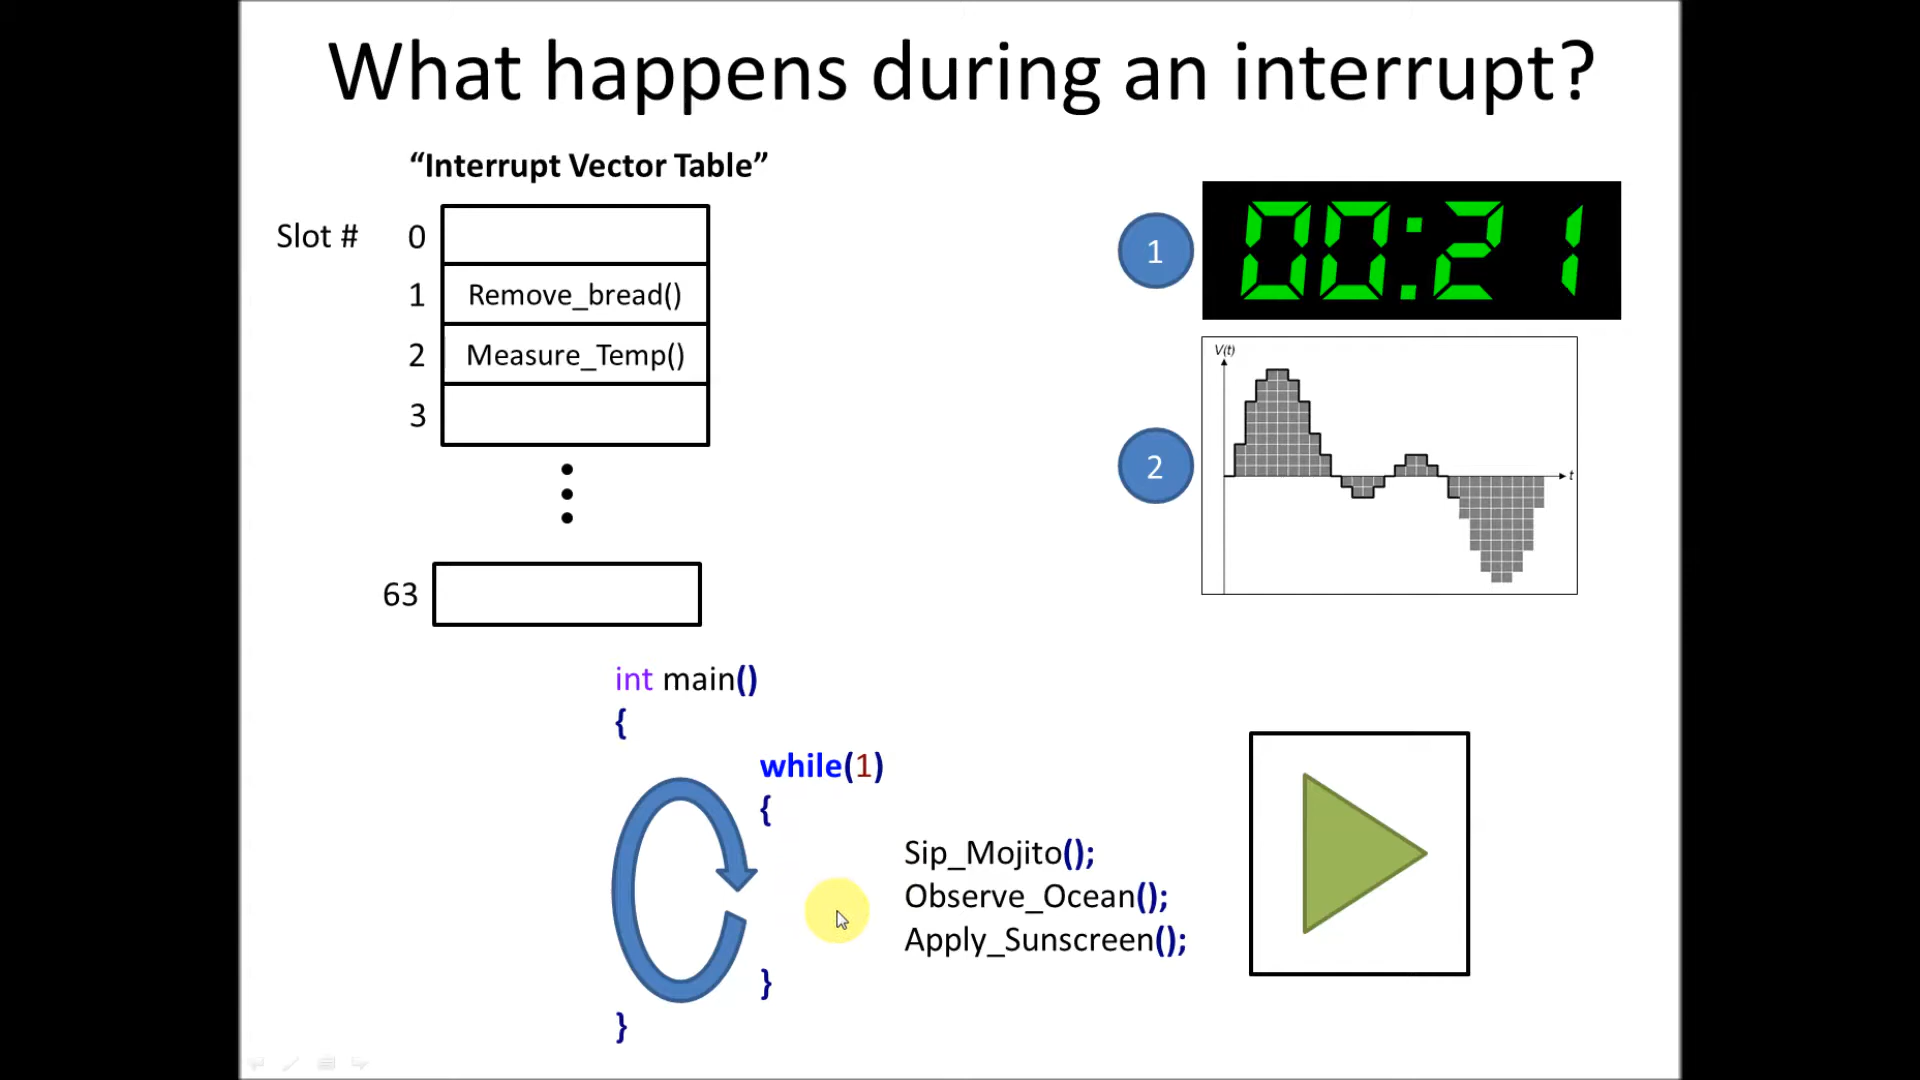 What happens during an interrupt?
“Interrupt Vector Table”
Slot # 0
1 Remove_bread()
2 Measure_Temp()
3
63
1 00:21
2
V(t)
t
int main()
{
while(1)
{
Sip_Mojito();
Observe_Ocean();
Apply_Sunscreen();
}
}